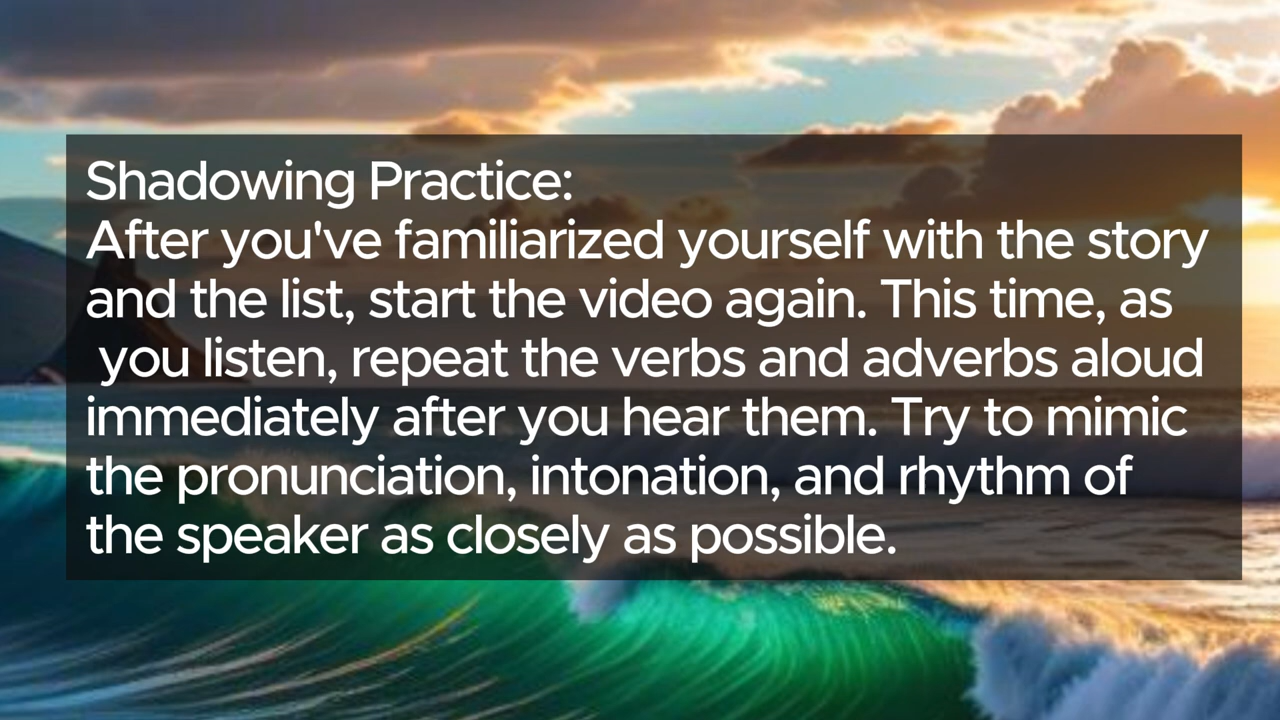 Shadowing Practice:
After you've familiarized yourself with the story
and the list, start the video again. This time, as
you listen, repeat the verbs and adverbs aloud
immediately after you hear them. Try to mimic
the pronunciation, intonation, and rhythm of
the speaker as closely as possible.